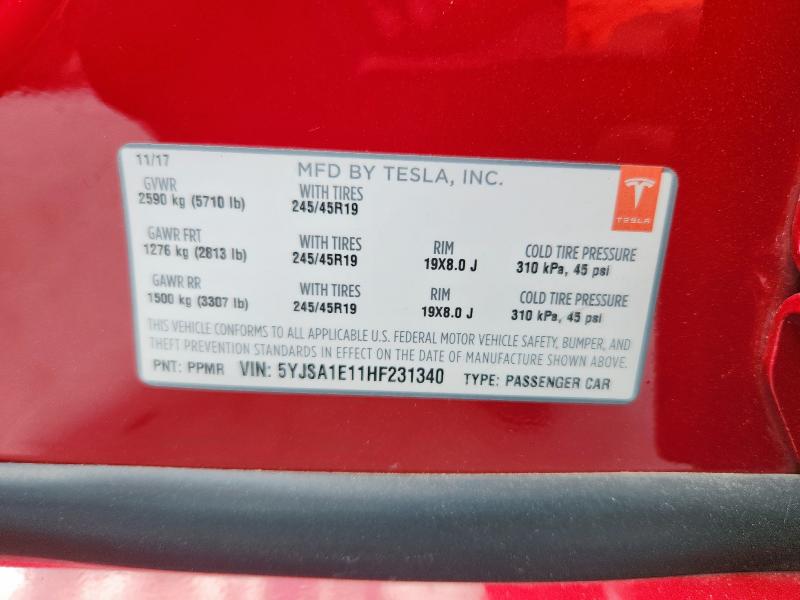 11/17
MFD BY TESLA, INC.
GVWR
2590 kg (5710 lb)
WITH TIRES
245/45R19
TESLA
GAWR FRT
1276 kg (2813 lb)
WITH TIRES
245/45R19
RIM
19X8.0 J
COLD TIRE PRESSURE
310 kPa, 45 psi
GAWR RR
1500 kg (3307 lb)
WITH TIRES
245/45R19
RIM
19X8.0 J
COLD TIRE PRESSURE
310 kPa, 45 psi
THIS VEHICLE CONFORMS TO ALL APPLICABLE U.S. FEDERAL MOTOR VEHICLE SAFETY, BUMPER, AND
THEFT PREVENTION STANDARDS IN EFFECT ON THE DATE OF MANUFACTURE SHOWN ABOVE.
PNT: PPMR VIN: 5YJSA1E11HF231340 TYPE: PASSENGER CAR